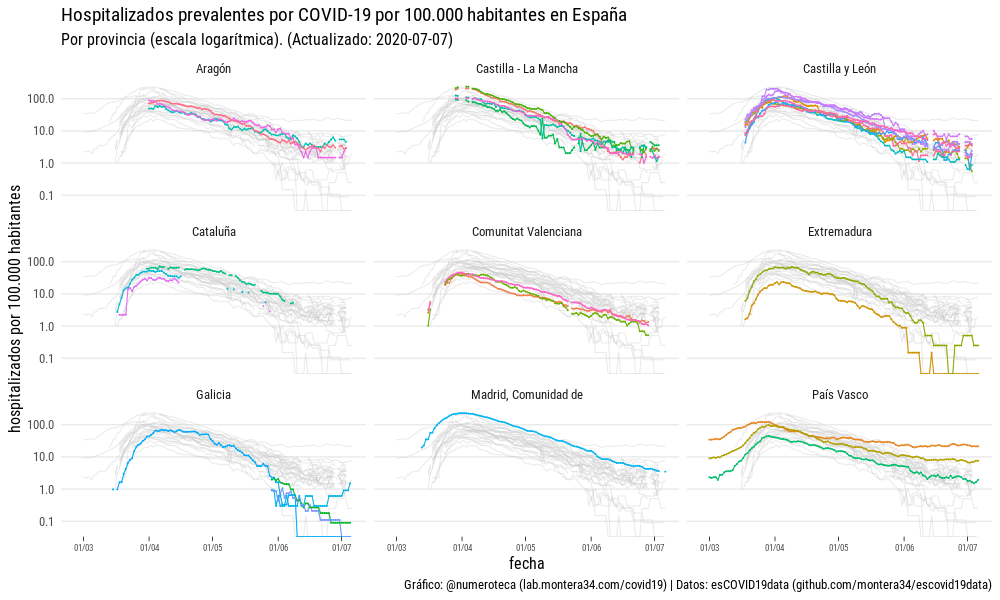 Hospitalizados prevalentes por COVID-19 por 100.000 habitantes en España
Por provincia (escala logarítmica). (Actualizado: 2020-07-07)
Aragón
Castilla - La Mancha
Castilla y León
100.0
10.0
1.0
0.1
Cataluña
Comunitat Valenciana
Extremadura
100.0
10.0
1.0
0.1
hospitalizados por 100.000 habitantes
Galicia
Madrid, Comunidad de
País Vasco
100.0
10.0
1.0
0.1
01/03 01/04 01/05 01/06 01/07
01/03 01/04 01/05 01/06 01/07
01/03 01/04 01/05 01/06 01/07
fecha
Gráfico: @numeroteca (lab.montera34.com/covid19) | Datos: esCOVID19data (github.com/montera34/escovid19data)